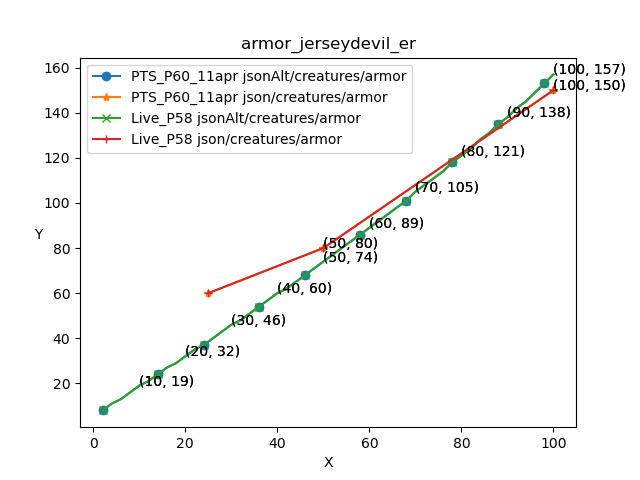 armor_jerseydevil_er
PTS_P60_11apr jsonAlt/creatures/armor
PTS_P60_11apr json/creatures/armor
Live_P58 jsonAlt/creatures/armor
Live_P58 json/creatures/armor
160
140
120
100
80
60
40
20
Y
(100, 157)
(100, 150)
(90, 138)
(80, 121)
(70, 105)
(60, 89)
(50, 80)
(50, 74)
(40, 60)
(30, 46)
(20, 32)
(10, 19)
0 20 40 60 80 100
X